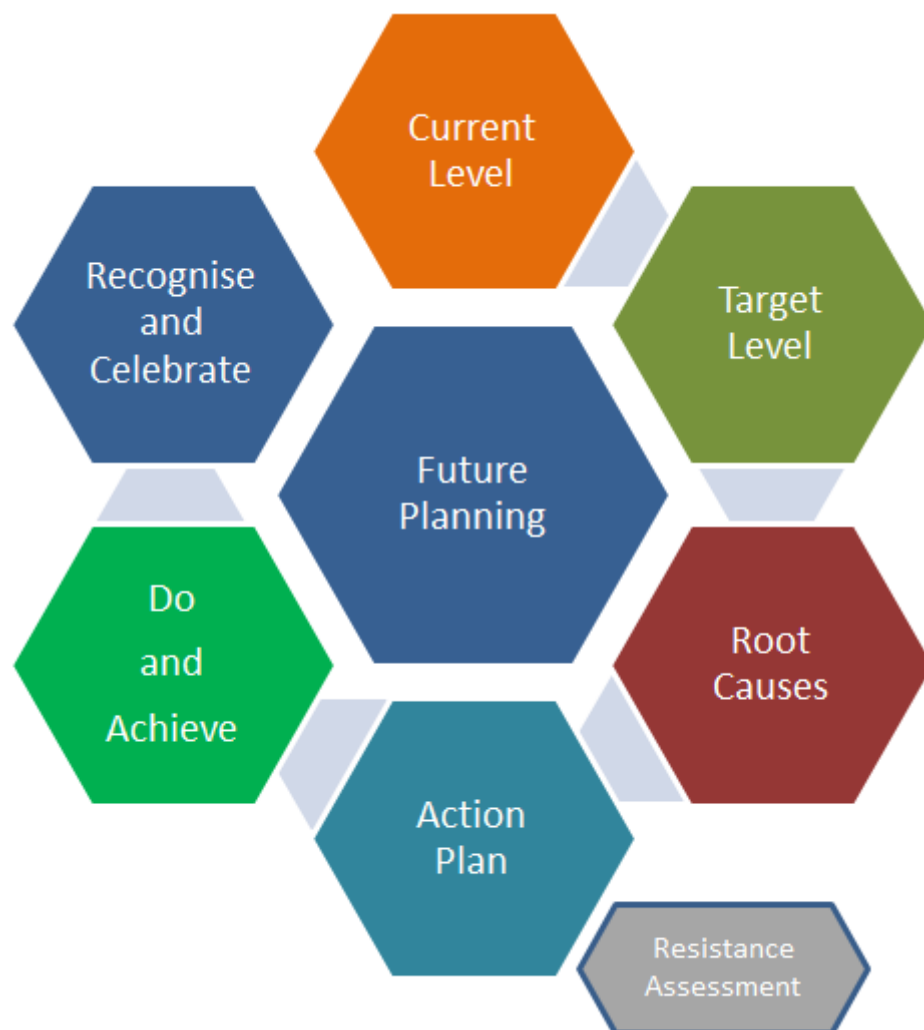 Current
Level
Target
Level
Root
Causes
Action
Plan
Resistance
Assessment
Do
and
Achieve
Recognise
and
Celebrate
Future
Planning